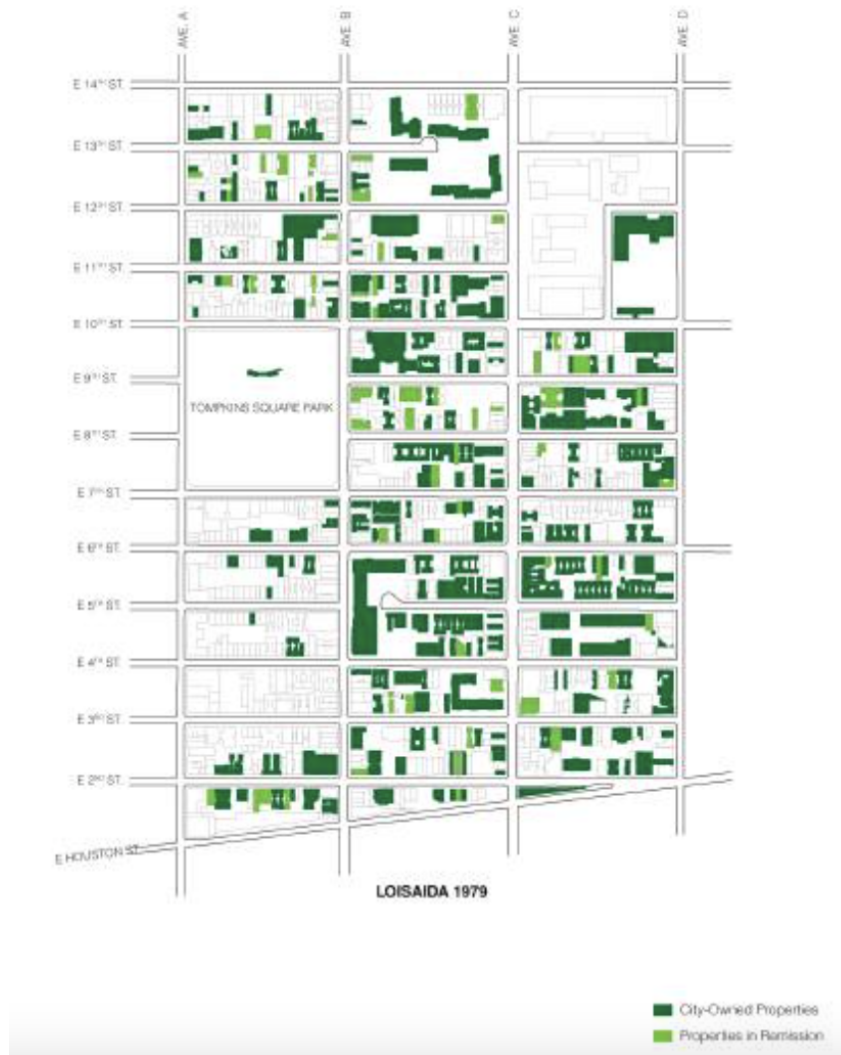 AVE. A
AVE. B
AVE. C
AVE. D
E 14TH ST.
E 13TH ST.
E 12TH ST.
E 11TH ST.
E 10TH ST.
E 9TH ST.
TOMPKINS SQUARE PARK
E 8TH ST.
E 7TH ST.
E 6TH ST.
E 5TH ST.
E 4TH ST.
E 3RD ST.
E 2ND ST.
E HOUSTON ST.
LOISAIDA 1979
City-Owned Properties
Properties in Remission